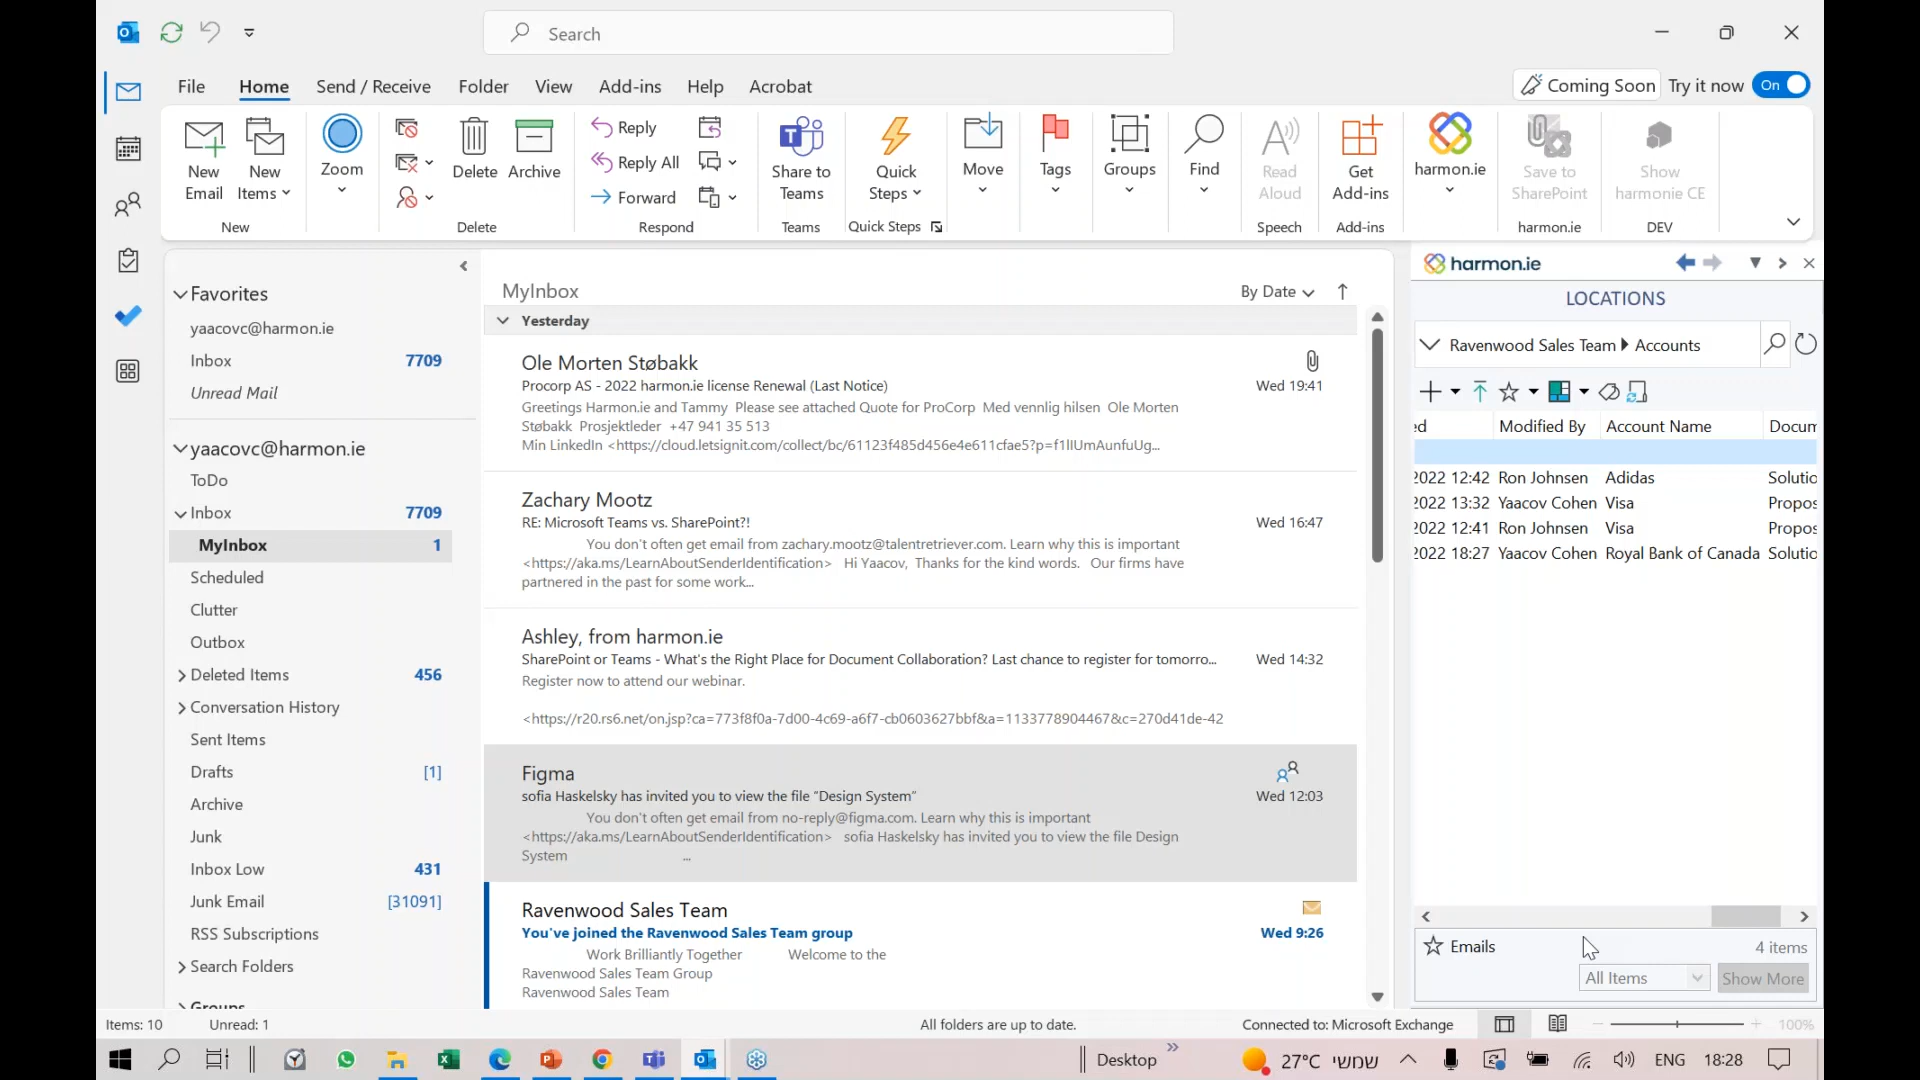 Search
File Home Send / Receive Folder View Add-ins Help Acrobat
Coming Soon Try it now On
New Email
New Items
New
Zoom
Delete
Archive
Delete
Reply
Reply All
Forward
Respond
Share to Teams
Teams
Quick Steps
Quick Steps
Move
Tags
Groups
Find
Read Aloud
Speech
Get Add-ins
Add-ins
harmon.ie
Save to SharePoint
harmon.ie
Show harmonie CE
DEV
Favorites
yaacovc@harmon.ie
Inbox 7709
Unread Mail
yaacovc@harmon.ie
ToDo
Inbox 7709
MyInbox 1
Scheduled
Clutter
Outbox
Deleted Items 456
Conversation History
Sent Items
Drafts [1]
Archive
Junk
Inbox Low 431
Junk Email [31091]
RSS Subscriptions
Search Folders
Groups
MyInbox By Date
Yesterday
Ole Morten Støbakk
Procorp AS - 2022 harmon.ie license Renewal (Last Notice) Wed 19:41
Greetings Harmon.ie and Tammy Please see attached Quote for ProCorp Med vennlig hilsen Ole Morten
Støbakk Prosjektleder +47 941 35 513
Min LinkedIn <https://cloud.letsignit.com/collect/bc/61123f485d456e4e611cfae5?p=f1lIUmAunfuUg...
Zachary Mootz
RE: Microsoft Teams vs. SharePoint?! Wed 16:47
You don't often get email from zachary.mootz@talentretriever.com. Learn why this is important
<https://aka.ms/LearnAboutSenderIdentification> Hi Yaacov, Thanks for the kind words. Our firms have
partnered in the past for some work...
Ashley, from harmon.ie
SharePoint or Teams - What's the Right Place for Document Collaboration? Last chance to register for tomorro... Wed 14:32
Register now to attend our webinar.
<https://r20.rs6.net/on.jsp?ca=773f8f0a-7d00-4c69-a6f7-cb0603627bbf&a=1133778904467&c=270d41de-42
Figma
sofia Haskelsky has invited you to view the file "Design System" Wed 12:03
You don't often get email from no-reply@figma.com. Learn why this is important
<https://aka.ms/LearnAboutSenderIdentification> sofia Haskelsky has invited you to view the file Design
System ...
Ravenwood Sales Team
You've joined the Ravenwood Sales Team group Wed 9:26
Work Brilliantly Together Welcome to the
Ravenwood Sales Team Group
Ravenwood Sales Team
harmon.ie
LOCATIONS
Ravenwood Sales Team Accounts
ed Modified By Account Name Docum
2022 12:42 Ron Johnsen Adidas Solutio
2022 13:32 Yaacov Cohen Visa Propos
2022 12:41 Ron Johnsen Visa Propos
2022 18:27 Yaacov Cohen Royal Bank of Canada Solutio
Emails 4 items
All Items Show More
Items: 10 Unread: 1 All folders are up to date. Connected to: Microsoft Exchange 100%
Desktop 27°C שמשי ENG 18:28